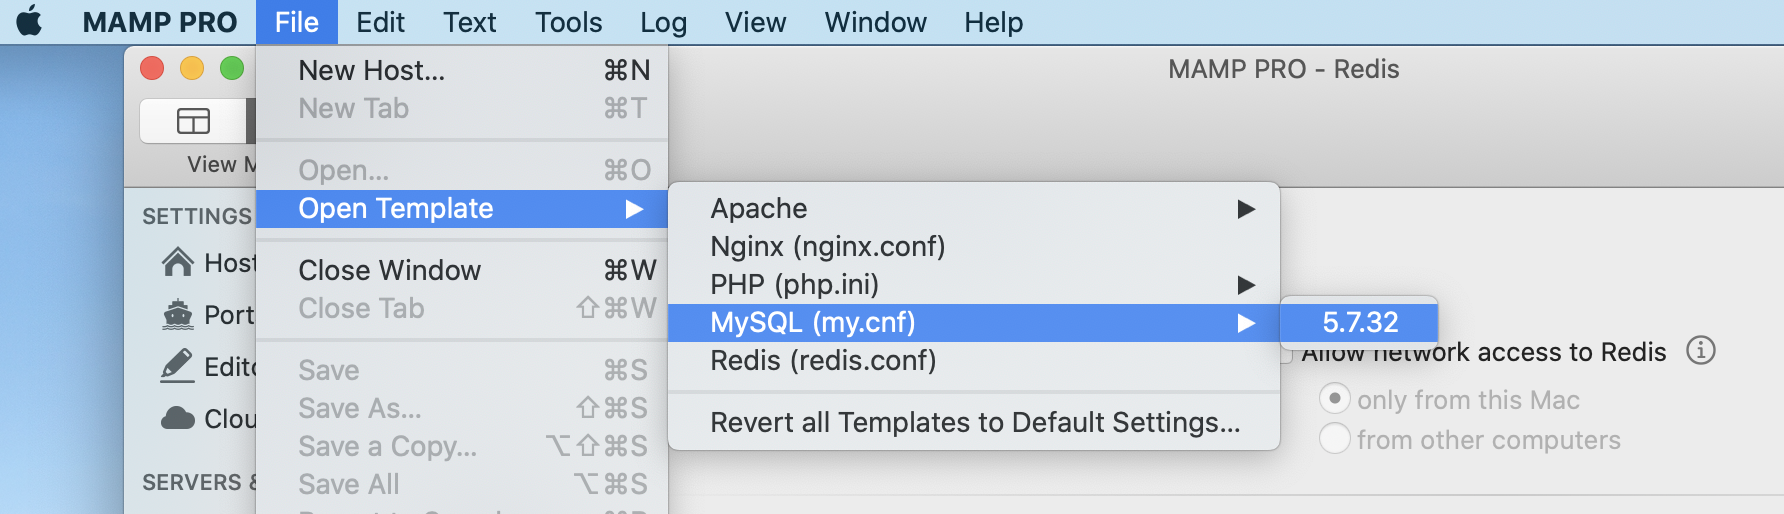 MAMP PRO File Edit Text Tools Log View Window Help
MAMP PRO - Redis
New Host... ⌘N
New Tab ⌘T
View M
Open... ⌘O
Open Template ▶
SETTINGS
Host
Port
Edito
Clou
SERVERS &
Close Window ⌘W
Close Tab ⇧⌘W
Save ⌘S
Save As... ⇧⌘S
Save a Copy... ⌥⇧⌘S
Save All ⌥⌘S
Apache ▶
Nginx (nginx.conf)
PHP (php.ini) ▶
MySQL (my.cnf) ▶
5.7.32
Redis (redis.conf)
Revert all Templates to Default Settings...
Allow network access to Redis
only from this Mac
from other computers